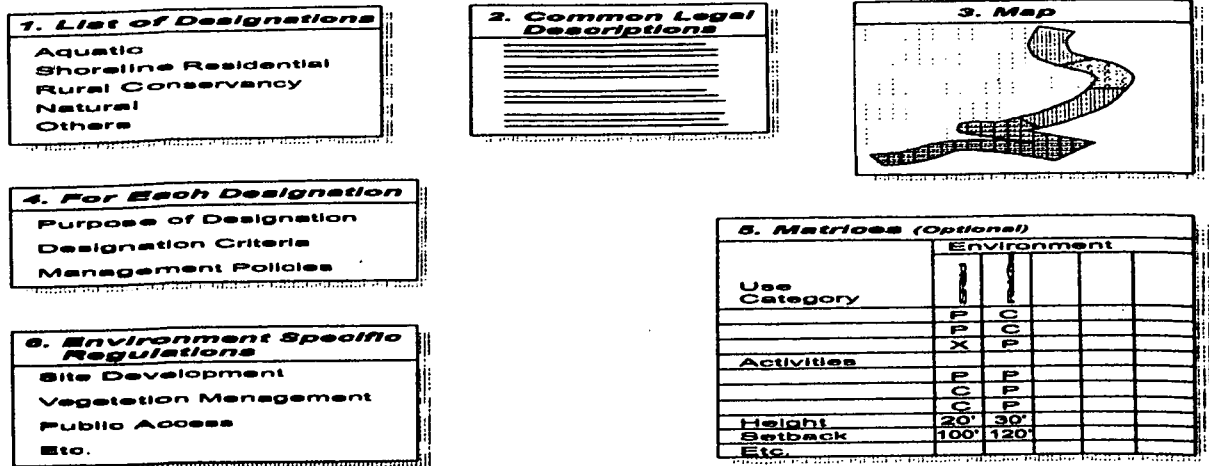 1. List of Designations
Aquatic
Shoreline Residential
Rural Conservancy
Natural
Others
2. Common Legal
Descriptions
3. Map
4. For Each Designation
Purpose of Designation
Designation Criteria
Management Policies
5. Matrices (Optional)
Environment
Use
Category
P C
P C
X P
Activities
P P
C P
C P
Height 20' 30'
Setback 100' 120'
Etc.
6. Environment Specific
Regulations
Site Development
Vegetation Management
Public Access
Etc.